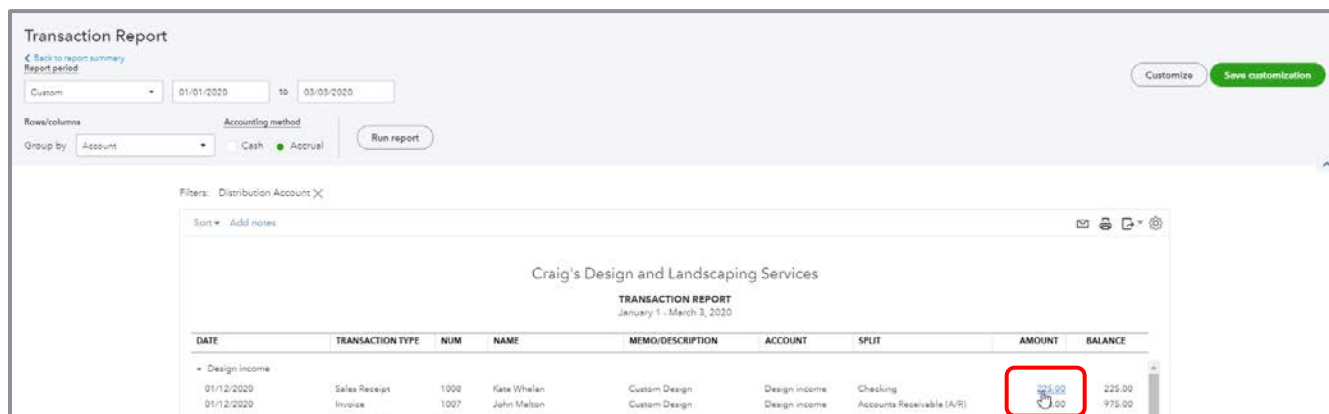 Transaction Report
Back to report summary
Report period
Custom 01/01/2020 to 03/03/2020
Customize Save customization
Rows/columns Accounting method
Group by Account Cash Accrual Run report
Filters: Distribution Account
Sort Add notes
Craig's Design and Landscaping Services
TRANSACTION REPORT
January 1 - March 3, 2020
DATE TRANSACTION TYPE NUM NAME MEMO/DESCRIPTION ACCOUNT SPLIT AMOUNT BALANCE
Design income
01/12/2020 Sales Receipt 1008 Kate Whelan Custom Design Design income Checking 225.00 225.00
01/12/2020 Invoice 1007 John Melton Custom Design Design income Accounts Receivable (A/R) 975.00